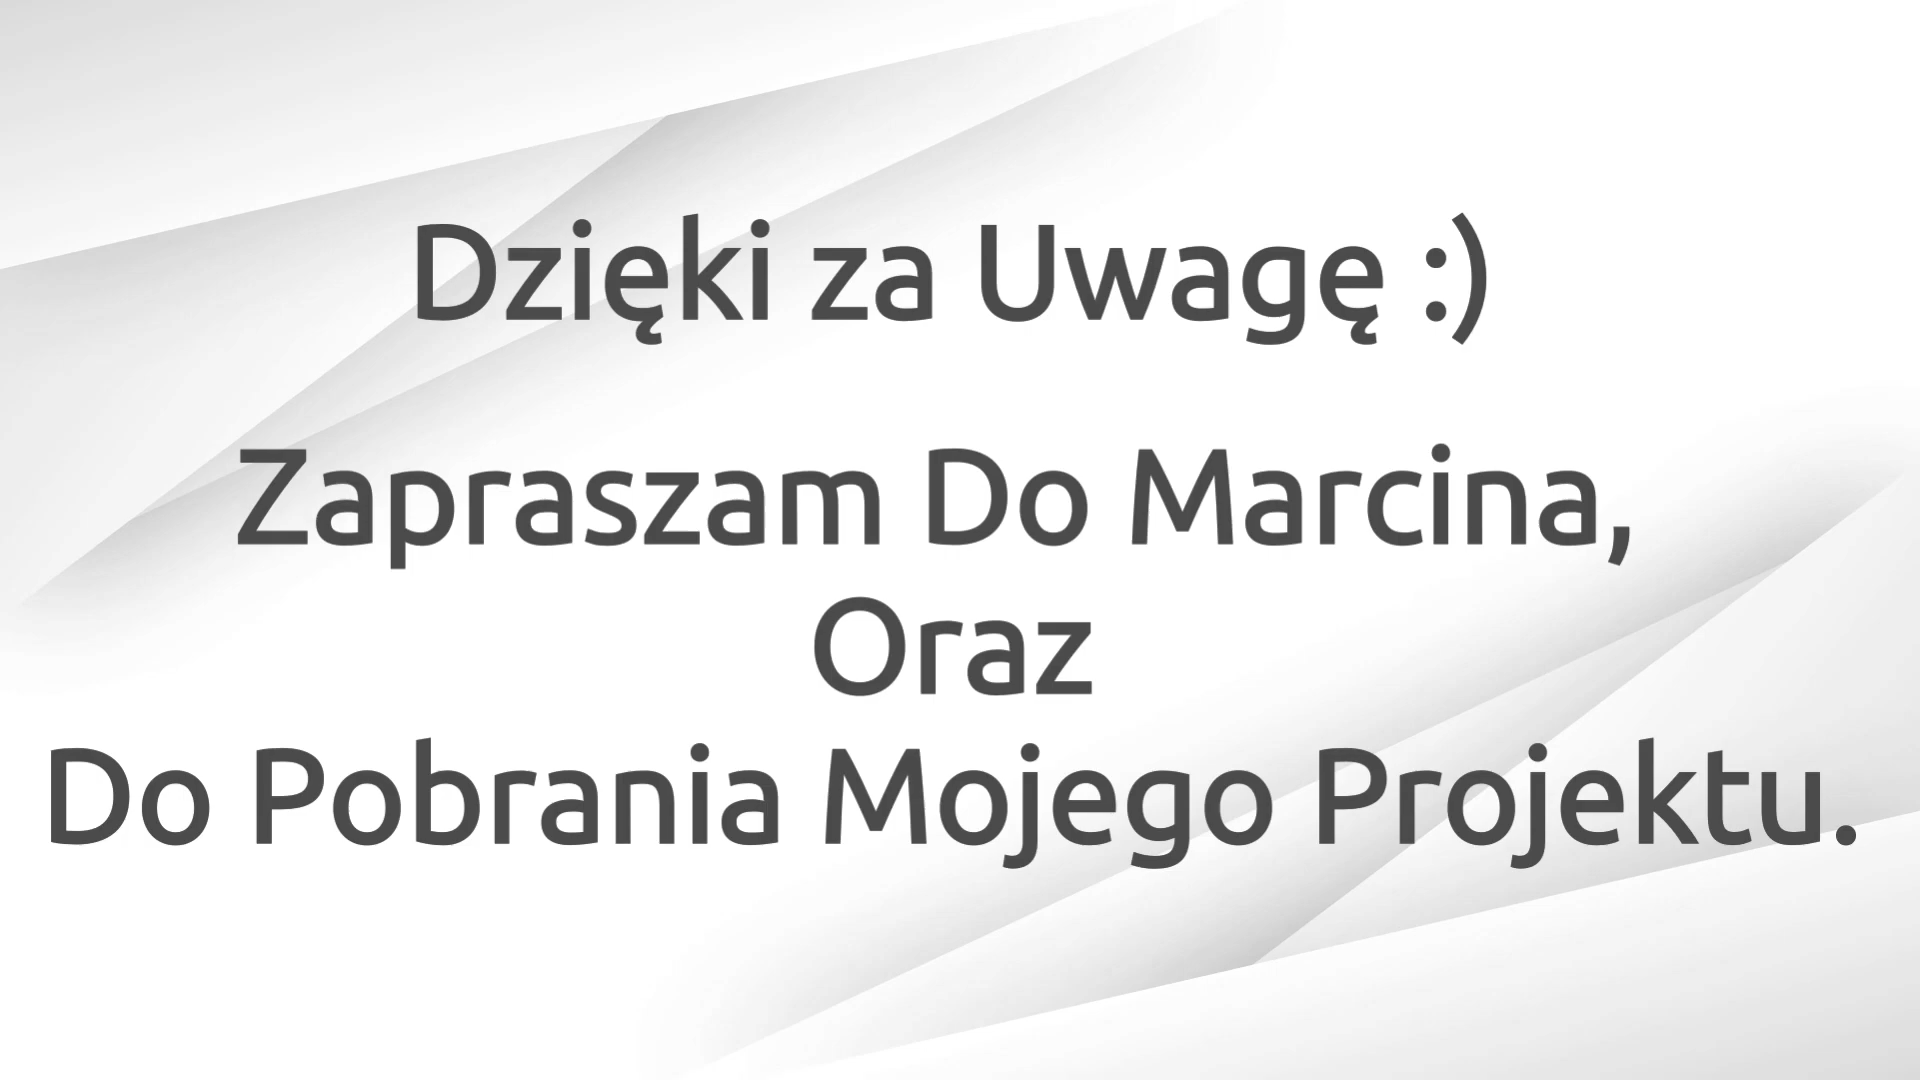 Dzięki za Uwagę :)
Zapraszam Do Marcina,
Oraz
Do Pobrania Mojego Projektu.